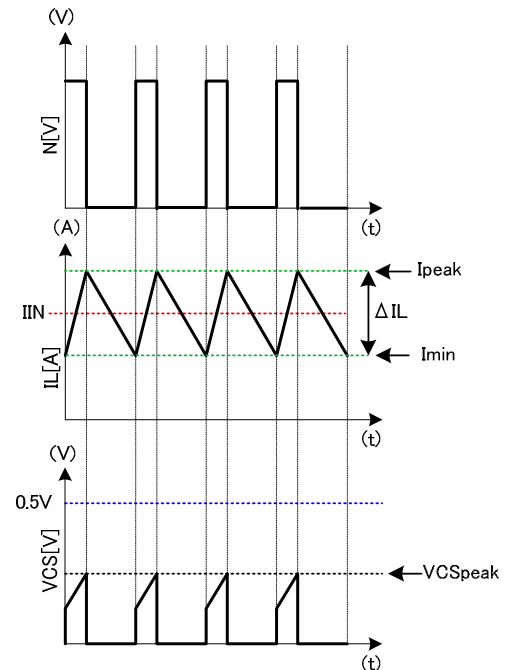 (V)
N[V]
(t)
(A)
Ipeak
IIN
ΔIL
Imin
IL[A]
(t)
(V)
0.5V
VCS[V]
VCSpeak
(t)